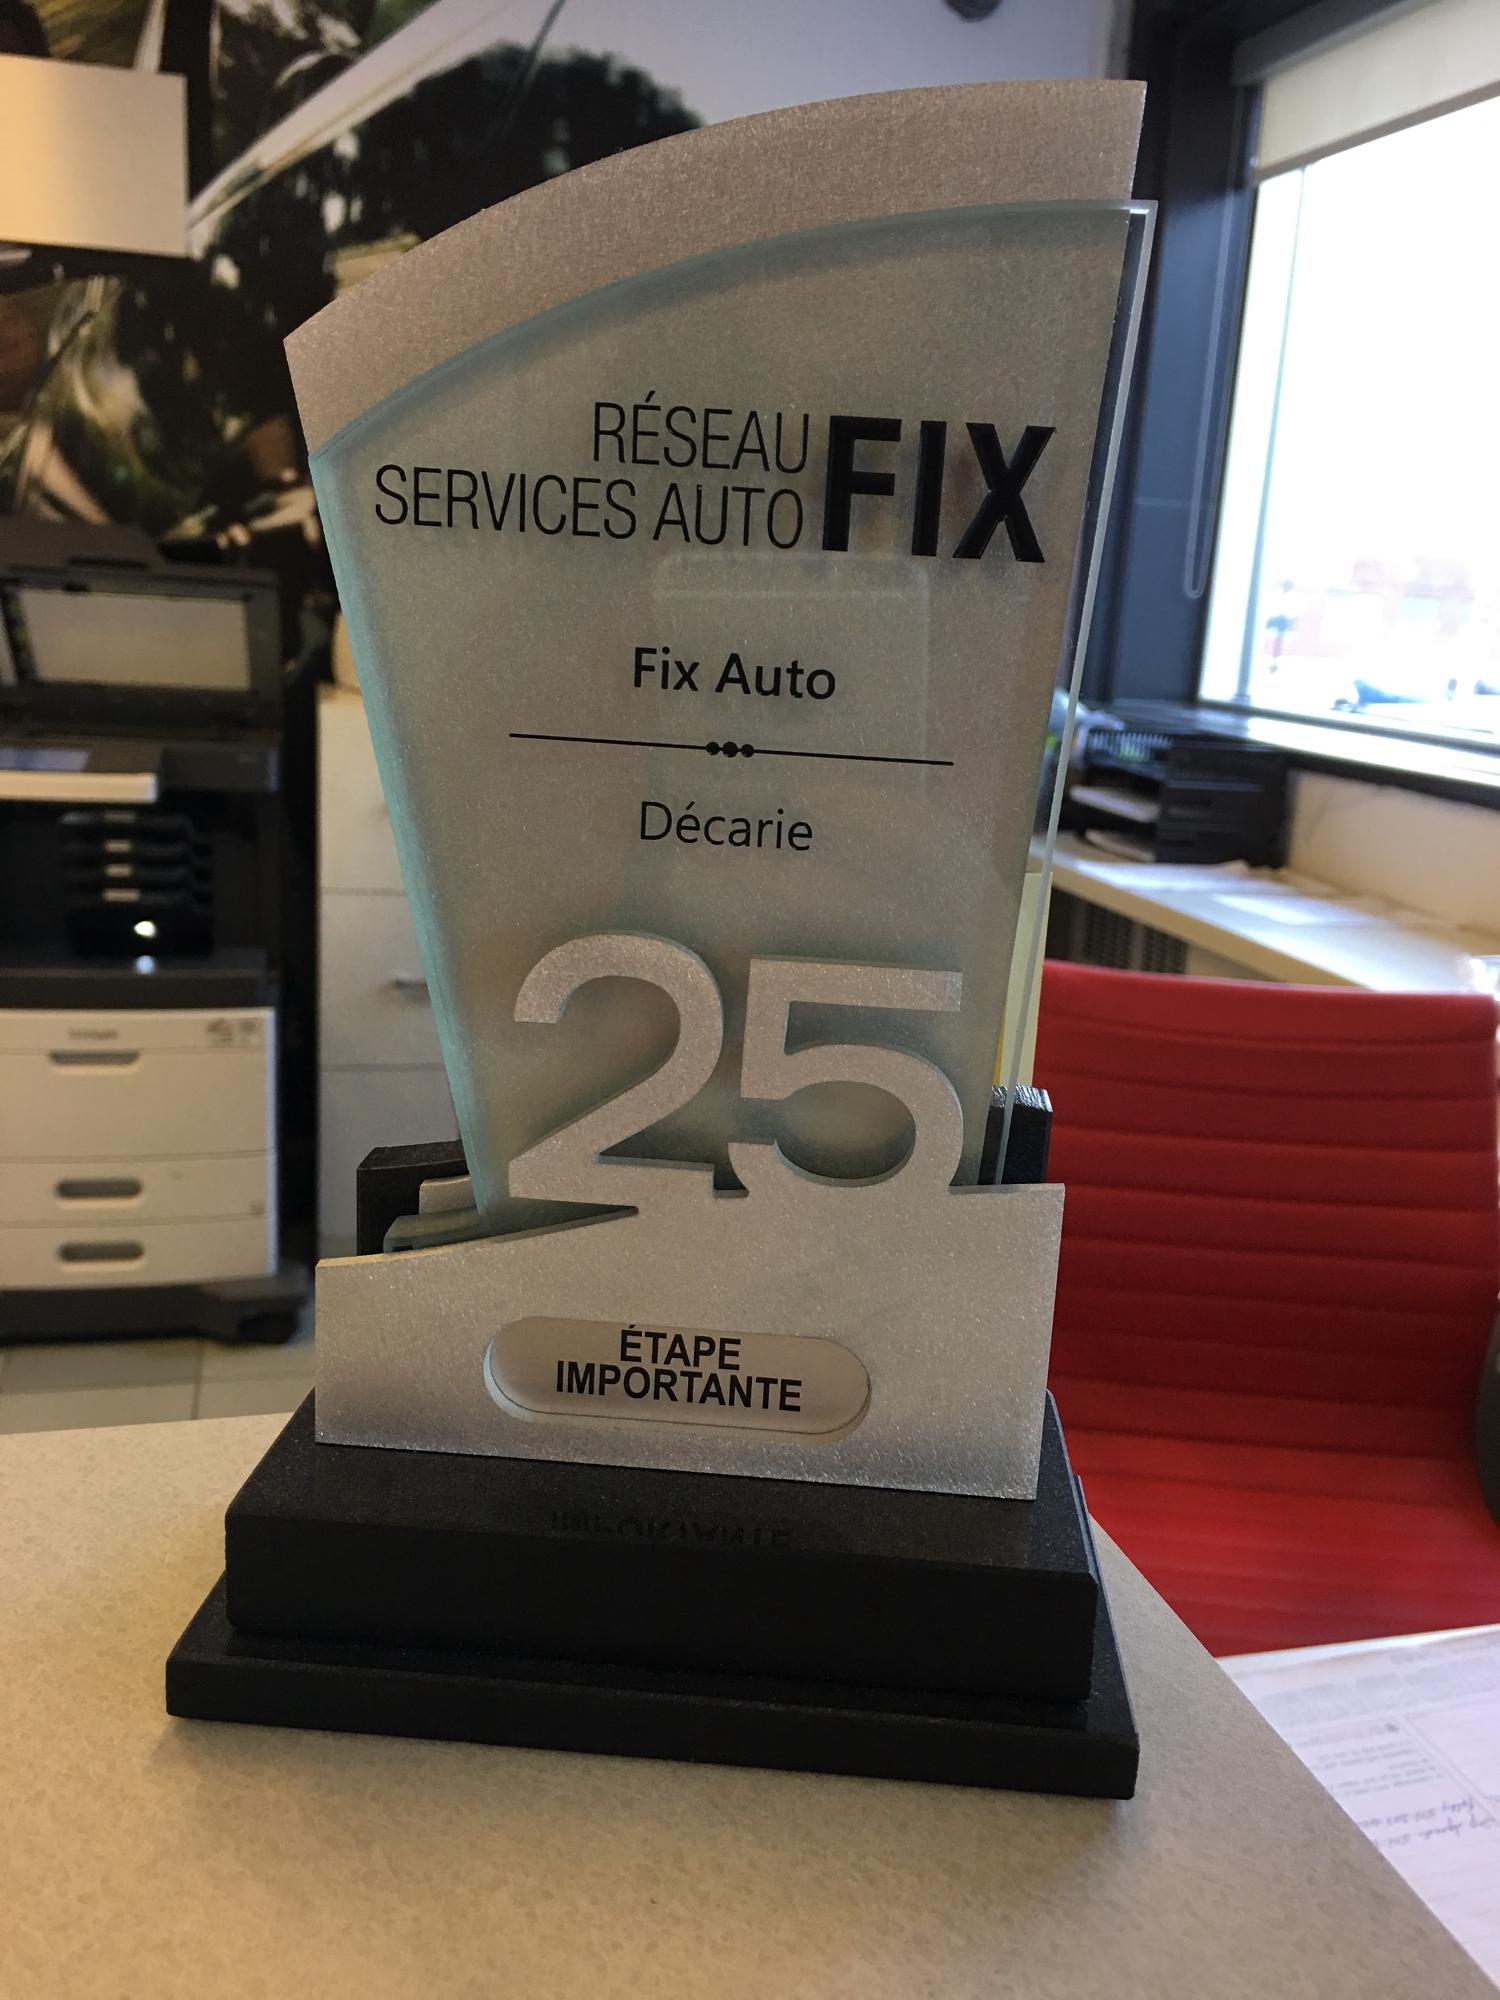 RÉSEAU
SERVICES AUTO FIX
Fix Auto
Décarie
25
ÉTAPE
IMPORTANTE